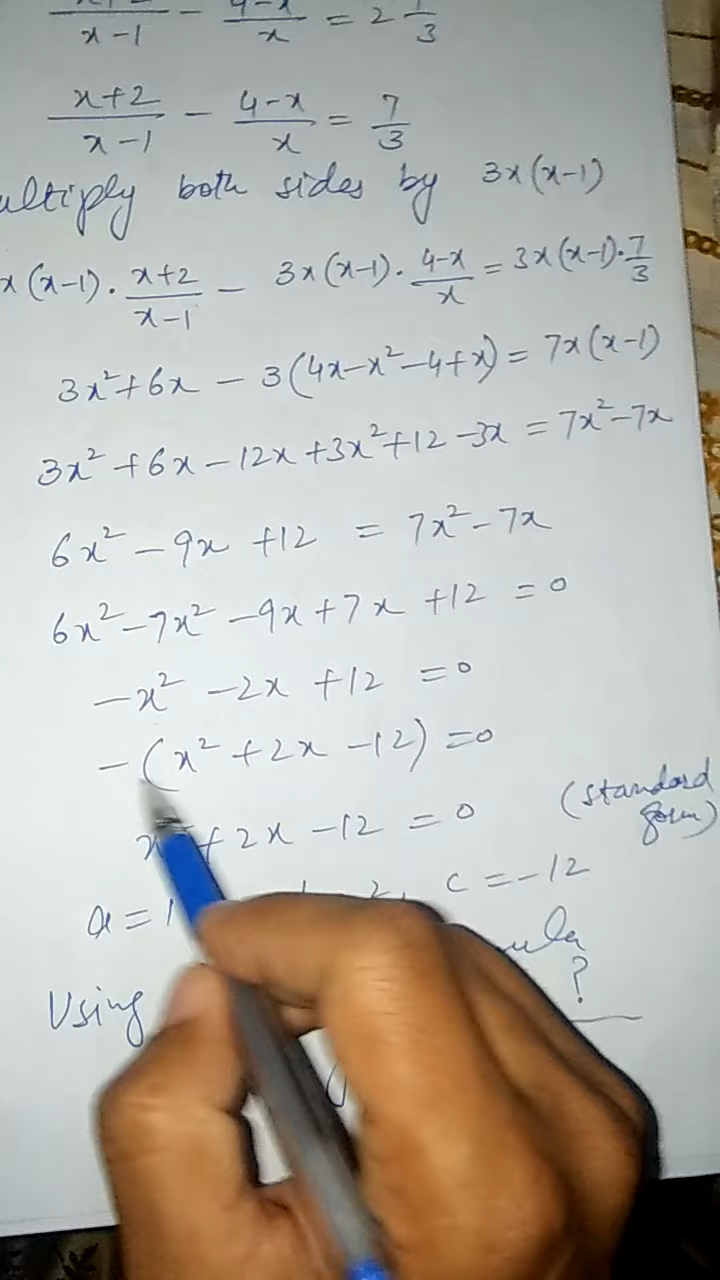 x+2/x-1 - 4-x/x = 2 1/3
x+2/x-1 - 4-x/x = 7/3
ultiply both sides by 3x(x-1)
x(x-1)· x+2/x-1 - 3x(x-1)· 4-x/x = 3x(x-1)· 7/3
3x²+6x - 3(4x-x²-4+x) = 7x(x-1)
3x²+6x-12x+3x²+12-3x = 7x²-7x
6x²-9x+12 = 7x²-7x
6x²-7x²-9x+7x+12 = 0
-x²-2x+12 = 0
-(x²+2x-12) = 0
x²+2x-12 = 0 (standard form)
a = 1 2, c = -12
Using ?